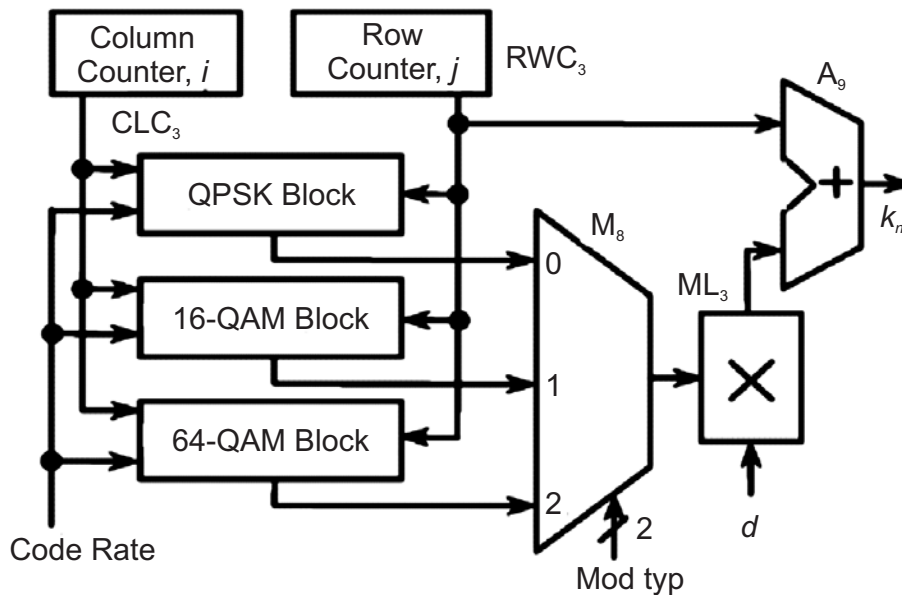 Column
Counter, i
Row
Counter, j
RWC₃
A₉
CLC₃
QPSK Block
+
kₙ
M₈
0
ML₃
16-QAM Block
1
×
64-QAM Block
2
2
d
Code Rate
Mod typ